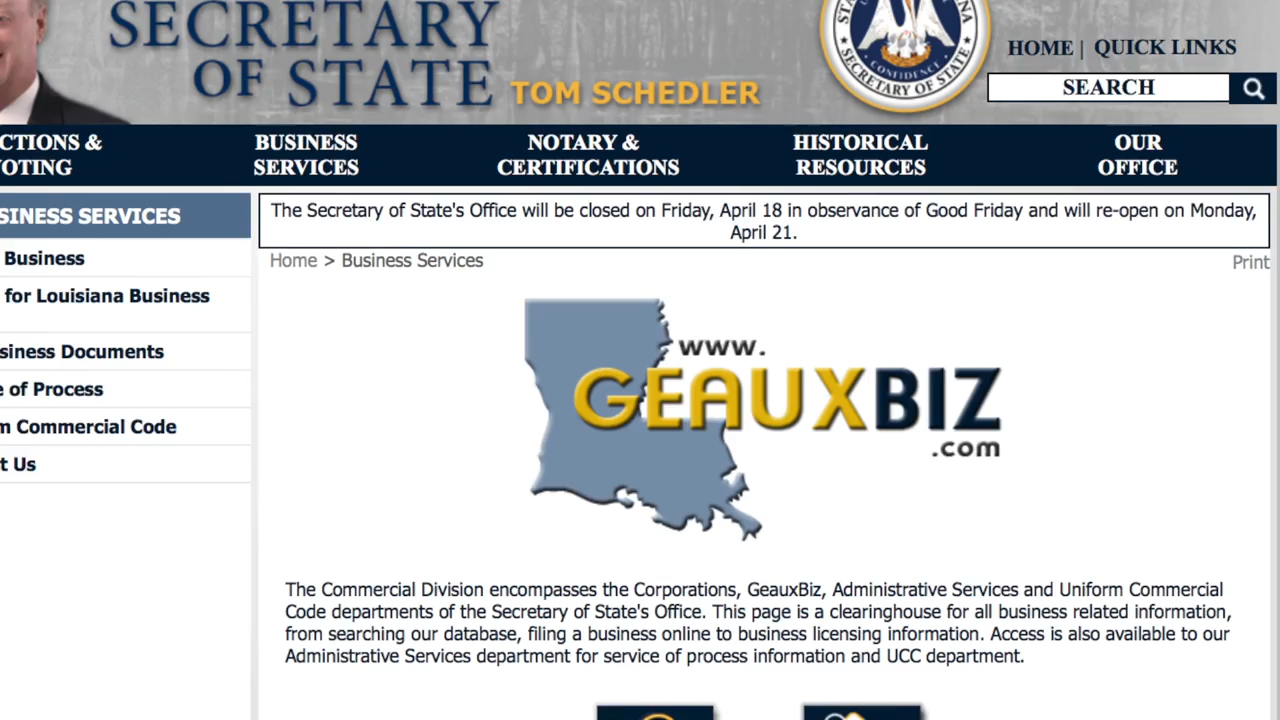 SECRETARY
OF STATE
TOM SCHEDLER
SECRETARY OF STATE
CONFIDENCE
HOME | QUICK LINKS
SEARCH
CTIONS &
OTING
BUSINESS
SERVICES
NOTARY &
CERTIFICATIONS
HISTORICAL
RESOURCES
OUR
OFFICE
SINESS SERVICES
Business
for Louisiana Business
siness Documents
e of Process
m Commercial Code
t Us
The Secretary of State's Office will be closed on Friday, April 18 in observance of Good Friday and will re-open on Monday,
April 21.
Home > Business Services
Print
www.
GEAUXBIZ
.com
The Commercial Division encompasses the Corporations, GeauxBiz, Administrative Services and Uniform Commercial
Code departments of the Secretary of State's Office. This page is a clearinghouse for all business related information,
from searching our database, filing a business online to business licensing information. Access is also available to our
Administrative Services department for service of process information and UCC department.